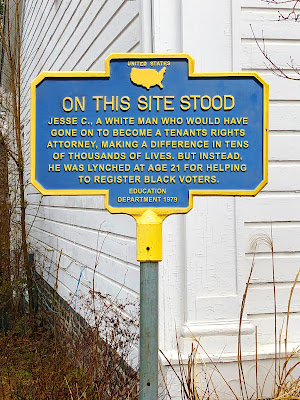 UNITED STATES
ON THIS SITE STOOD
JESSE C., A WHITE MAN WHO WOULD HAVE
GONE ON TO BECOME A TENANTS RIGHTS
ATTORNEY, MAKING A DIFFERENCE IN TENS
OF THOUSANDS OF LIVES. BUT INSTEAD,
HE WAS LYNCHED AT AGE 21 FOR HELPING
TO REGISTER BLACK VOTERS.
EDUCATION
DEPARTMENT 1979